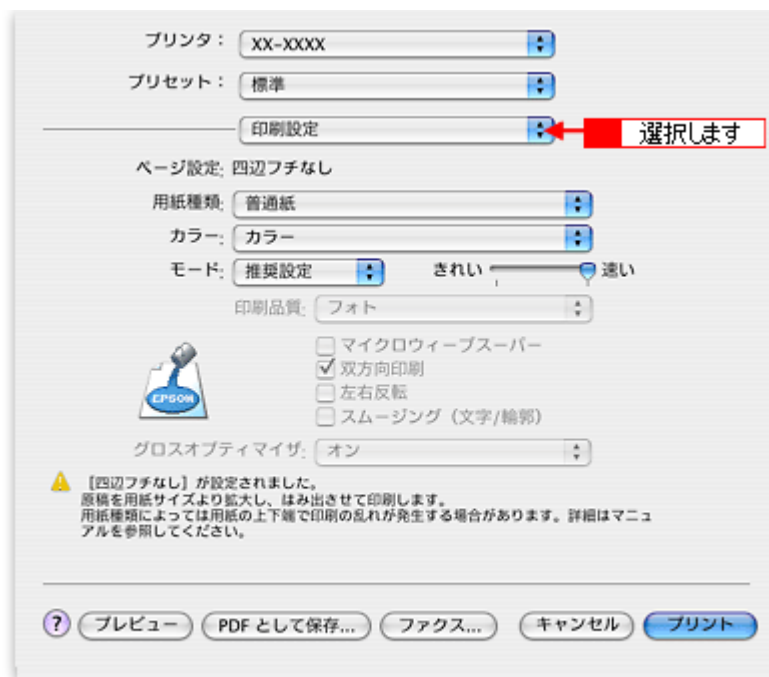 プリンタ： XX-XXXX
プリセット： 標準
印刷設定 選択します
ページ設定: 四辺フチなし
用紙種類: 普通紙
カラー: カラー
モード: 推奨設定 きれい 速い
印刷品質: フォト
マイクロウィーブスーパー
双方向印刷
EPSON 左右反転
スムージング（文字/輪郭）
グロスオプティマイザ: オン
［四辺フチなし］が設定されました。
原稿を用紙サイズより拡大し、はみ出させて印刷します。
用紙種類によっては用紙の上下端で印刷の乱れが発生する場合があります。詳細はマニュ
アルを参照してください。
? プレビュー PDF として保存... ファクス... キャンセル プリント